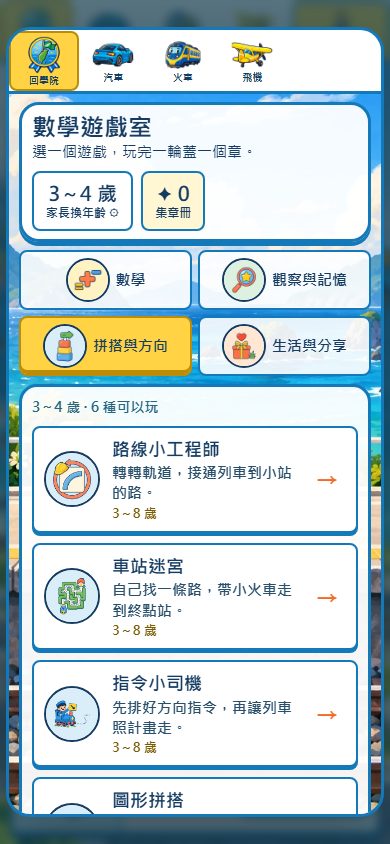 回學院
汽車
火車
飛機
數學遊戲室
選一個遊戲，玩完一輪蓋一個章。
3~4 歲
家長換年齡
✦ 0
集章冊
數學
觀察與記憶
拼搭與方向
生活與分享
3~4 歲·6 種可以玩
路線小工程師
轉轉軌道，接通列車到小站
的路。
3~8 歲
→
車站迷宮
自己找一條路，帶小火車走
到終點站。
3~8 歲
→
指令小司機
先排好方向指令，再讓列車
照計畫走。
3~8 歲
→
圖形拼搭